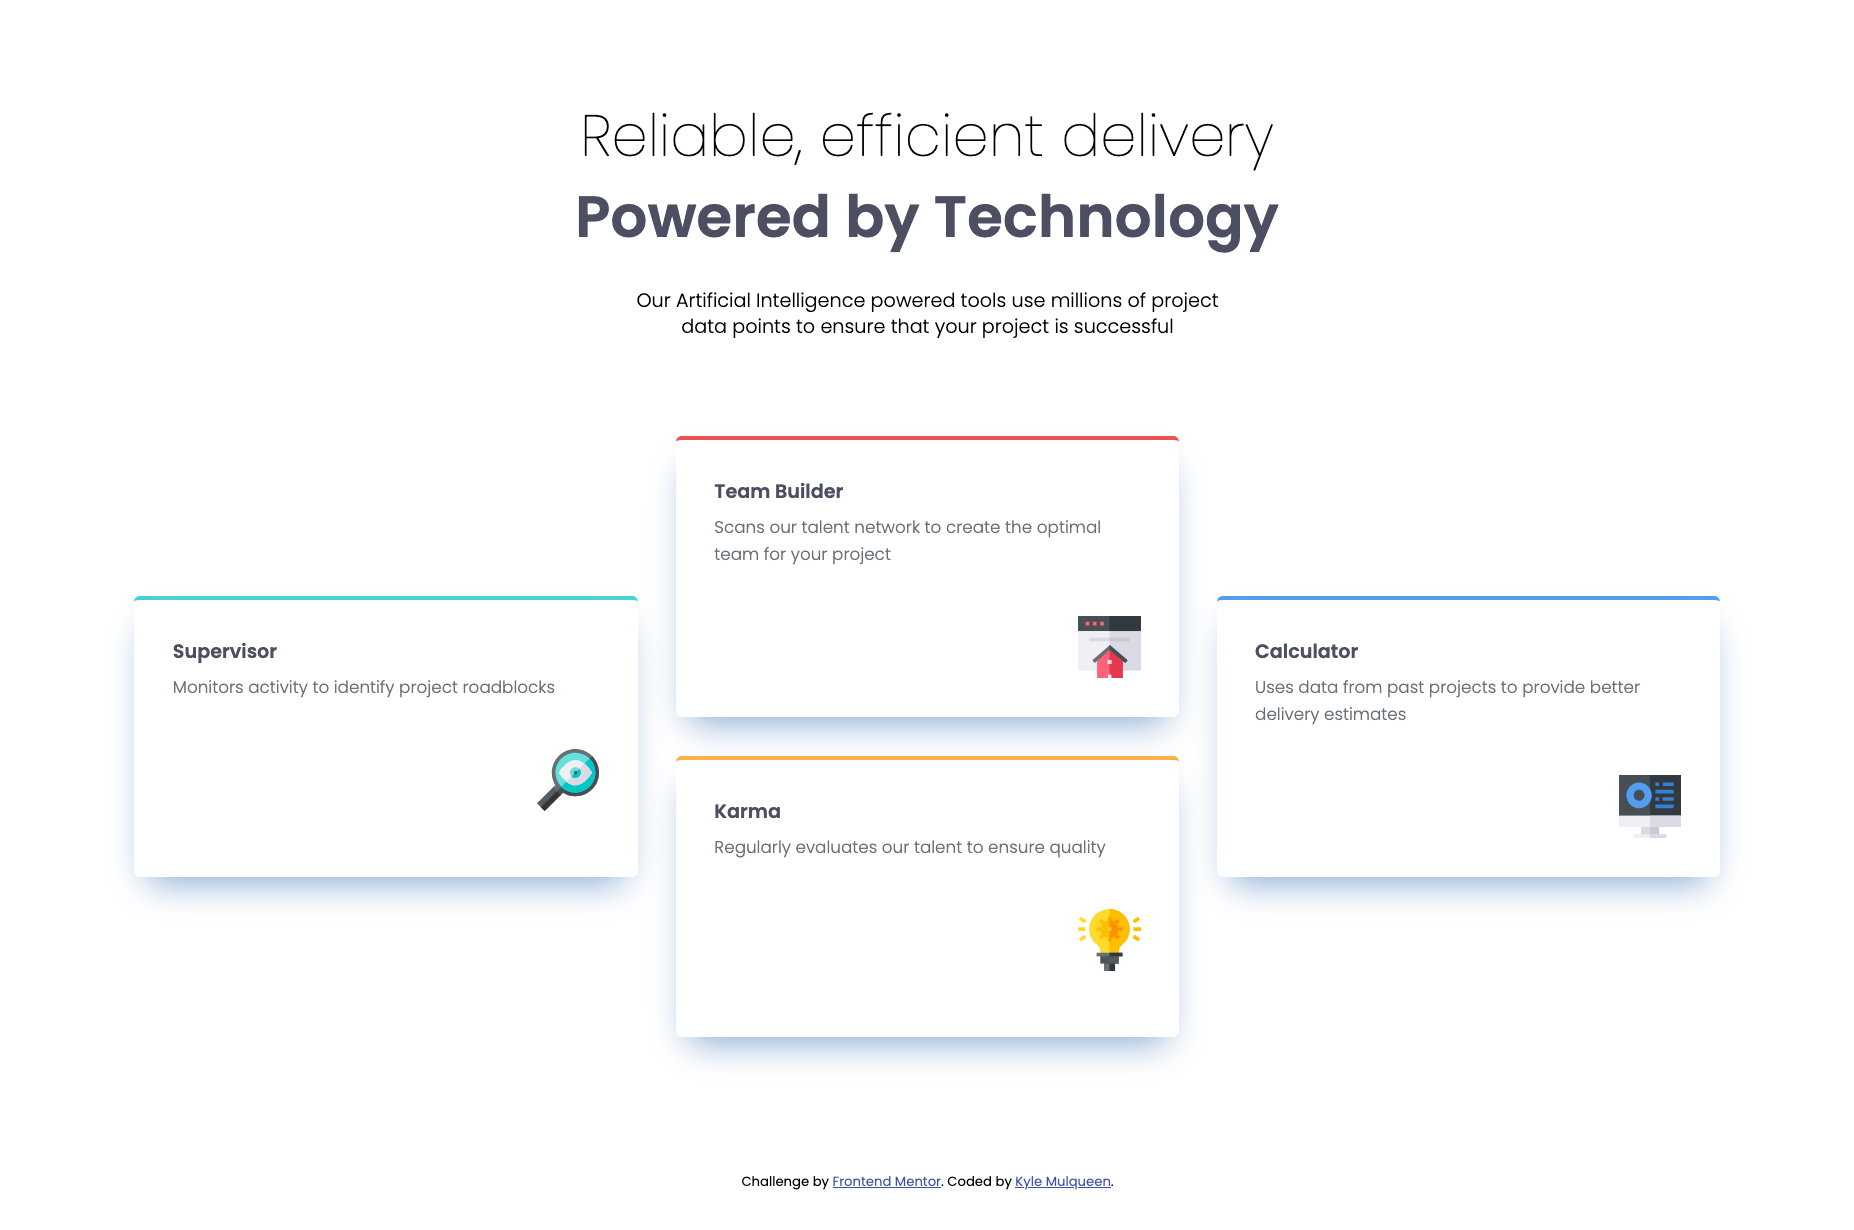 Reliable, efficient delivery
Powered by Technology
Our Artificial Intelligence powered tools use millions of project
data points to ensure that your project is successful
Team Builder
Scans our talent network to create the optimal
team for your project
Supervisor
Monitors activity to identify project roadblocks
Calculator
Uses data from past projects to provide better
delivery estimates
Karma
Regularly evaluates our talent to ensure quality
Challenge by Frontend Mentor. Coded by Kyle Mulqueen.